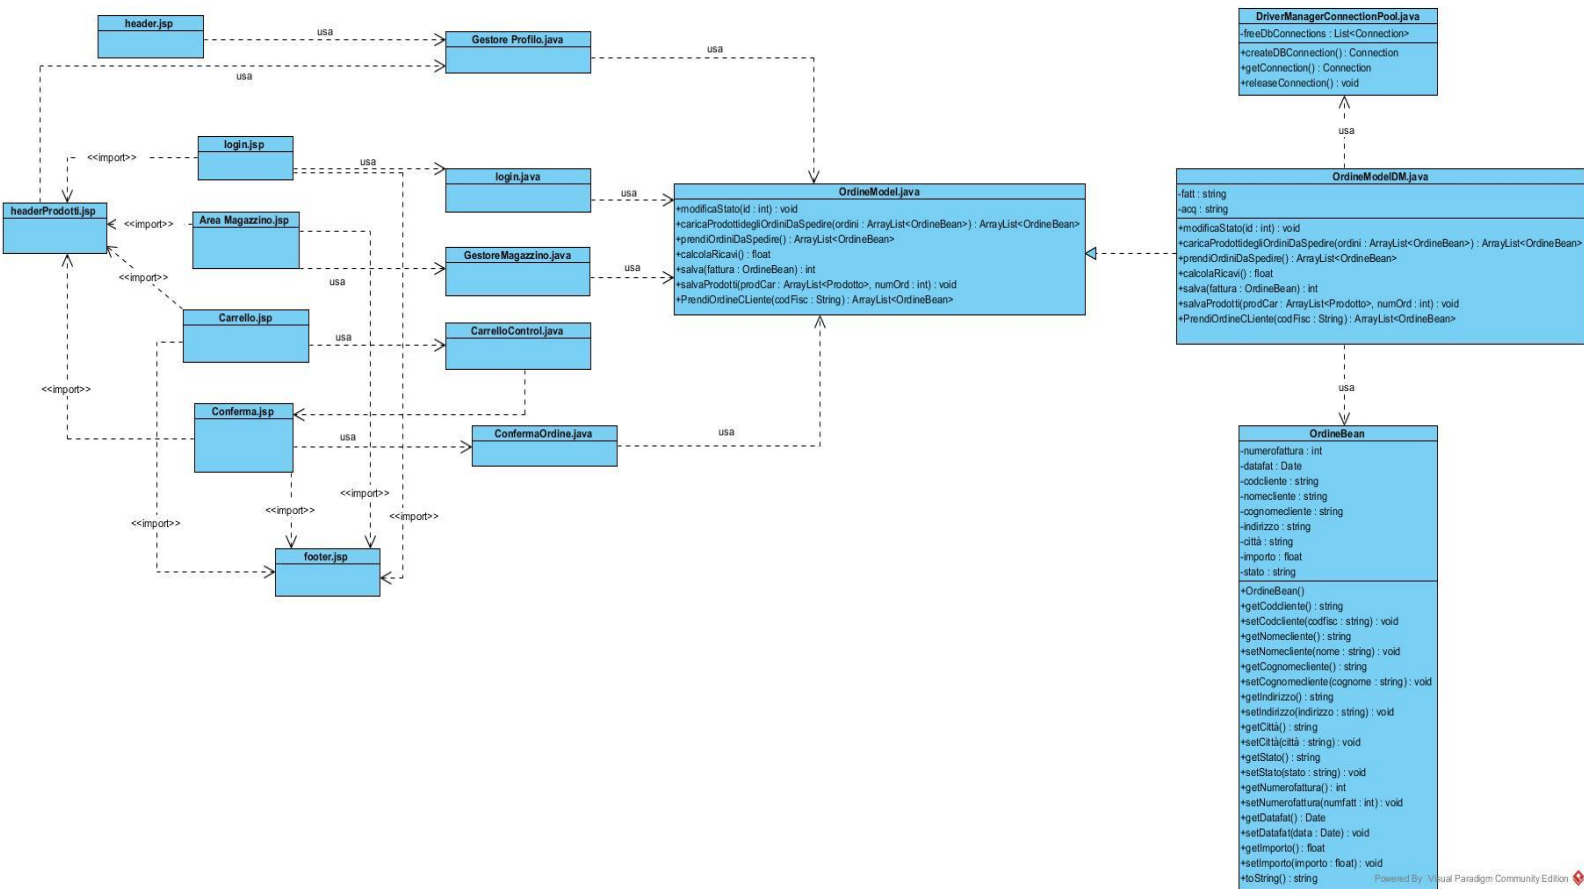 header.jsp
usa
Gestore Profilo.java
usa
usa
DriverManagerConnectionPool.java
-freeDbConnections : List<Connection>
+createDBConnection() : Connection
+getConnection() : Connection
+releaseConnection() : void
usa
login.jsp
<<import>>
usa
login.java
usa
headerProdotti.jsp
Area Magazzino.jsp
<<import>>
usa
GestoreMagazzino.java
usa
<<import>>
OrdineModel.java
+modificaStato(id : int) : void
+caricaProdottidegliOrdiniDaSpedire(ordini : ArrayList<OrdineBean>) : ArrayList<OrdineBean>
+prendiOrdiniDaSpedire() : ArrayList<OrdineBean>
+calcolaRicavi() : float
+salva(fattura : OrdineBean) : int
+salvaProdotti(prodCar : ArrayList<Prodotto>, numOrd : int) : void
+PrendiOrdineCLiente(codFisc : String) : ArrayList<OrdineBean>
OrdineModelDM.java
-fatt : string
-acq : string
+modificaStato(id : int) : void
+caricaProdottidegliOrdiniDaSpedire(ordini : ArrayList<OrdineBean>) : ArrayList<OrdineBean>
+prendiOrdiniDaSpedire() : ArrayList<OrdineBean>
+calcolaRicavi() : float
+salva(fattura : OrdineBean) : int
+salvaProdotti(prodCar : ArrayList<Prodotto>, numOrd : int) : void
+PrendiOrdineCLiente(codFisc : String) : ArrayList<OrdineBean>
Carrello.jsp
usa
CarrelloControl.java
<<import>>
Conferma.jsp
usa
ConfermaOrdine.java
usa
<<import>>
<<import>>
<<import>>
<<import>>
footer.jsp
usa
OrdineBean
-numerofattura : int
-datafat : Date
-codcliente : string
-nomecliente : string
-cognomecliente : string
-indirizzo : string
-città : string
-importo : float
-stato : string
+OrdineBean()
+getCodcliente() : string
+setCodcliente(codfisc : string) : void
+getNomecliente() : string
+setNomecliente(nome : string) : void
+getCognomecliente() : string
+setCognomecliente(cognome : string) : void
+getIndirizzo() : string
+setIndirizzo(indirizzo : string) : void
+getCittà() : string
+setCittà(città : string) : void
+getStato() : string
+setStato(stato : string) : void
+getNumerofattura() : int
+setNumerofattura(numfatt : int) : void
+getDatafat() : Date
+setDatafat(data : Date) : void
+getImporto() : float
+setImporto(importo : float) : void
+toString() : string
Powered By Visual Paradigm Community Edition